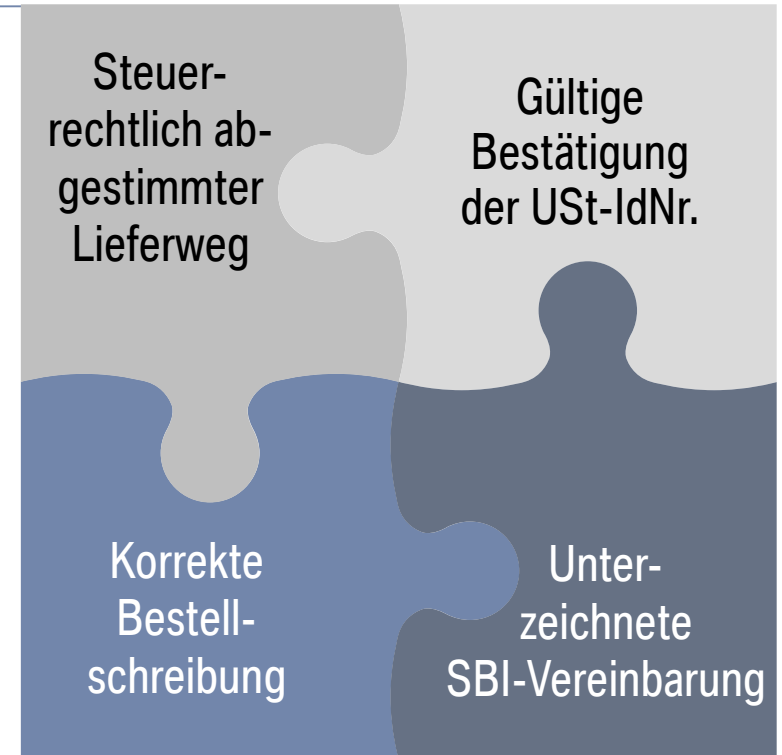 Steuer-
rechtlich ab-
gestimmter
Lieferweg
Gültige
Bestätigung
der USt-IdNr.
Korrekte
Bestell-
schreibung
Unter-
zeichnete
SBI-Vereinbarung